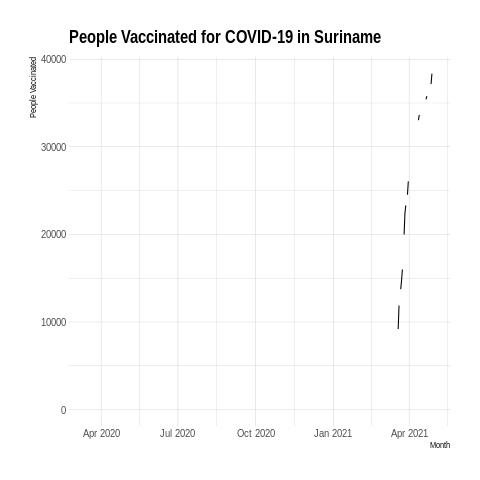 People Vaccinated for COVID-19 in Suriname
People Vaccinated
40000
30000
20000
10000
0
Apr 2020 Jul 2020 Oct 2020 Jan 2021 Apr 2021
Month